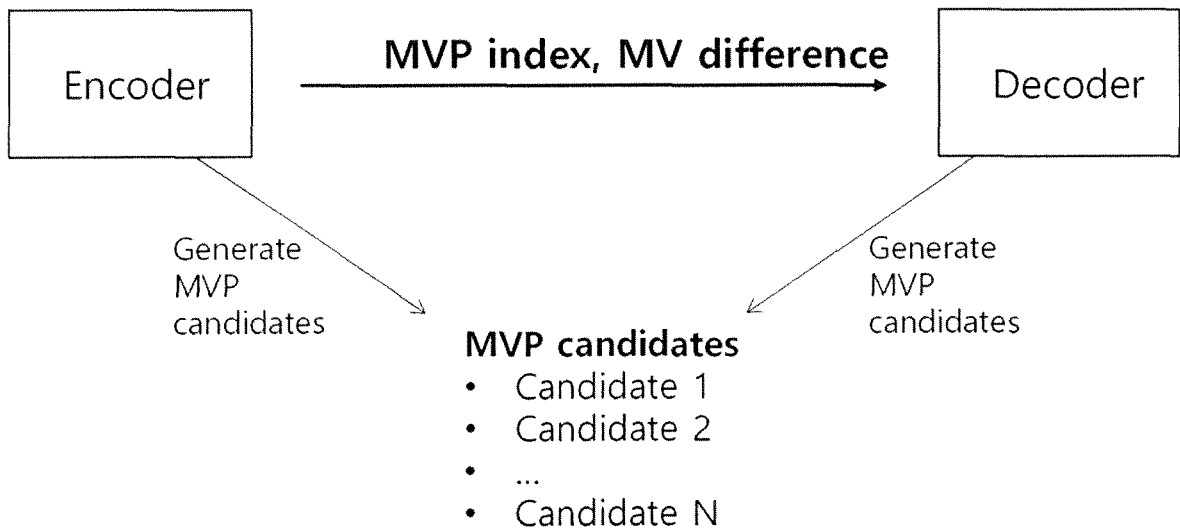 Encoder
MVP index, MV difference
Decoder
Generate
MVP
candidates
Generate
MVP
candidates
MVP candidates
• Candidate 1
• Candidate 2
• ...
• Candidate N